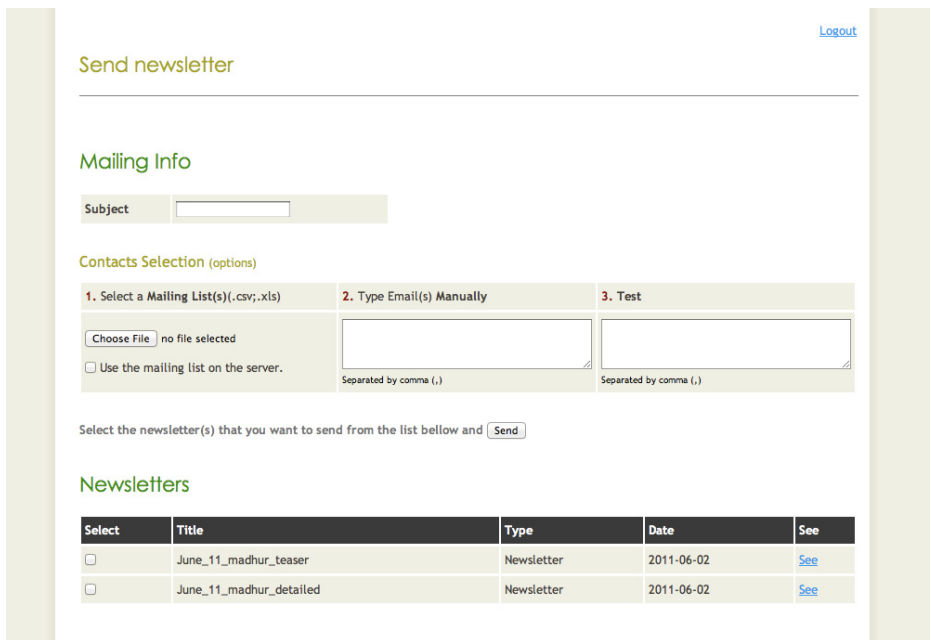 Logout
Send newsletter
Mailing Info
Subject
Contacts Selection (options)
1. Select a Mailing List(s)(.csv;.xls) 2. Type Email(s) Manually 3. Test
Choose File no file selected
Use the mailing list on the server.
Separated by comma (,) Separated by comma (,)
Select the newsletter(s) that you want to send from the list bellow and Send
Newsletters
Select Title Type Date See
June_11_madhur_teaser Newsletter 2011-06-02 See
June_11_madhur_detailed Newsletter 2011-06-02 See